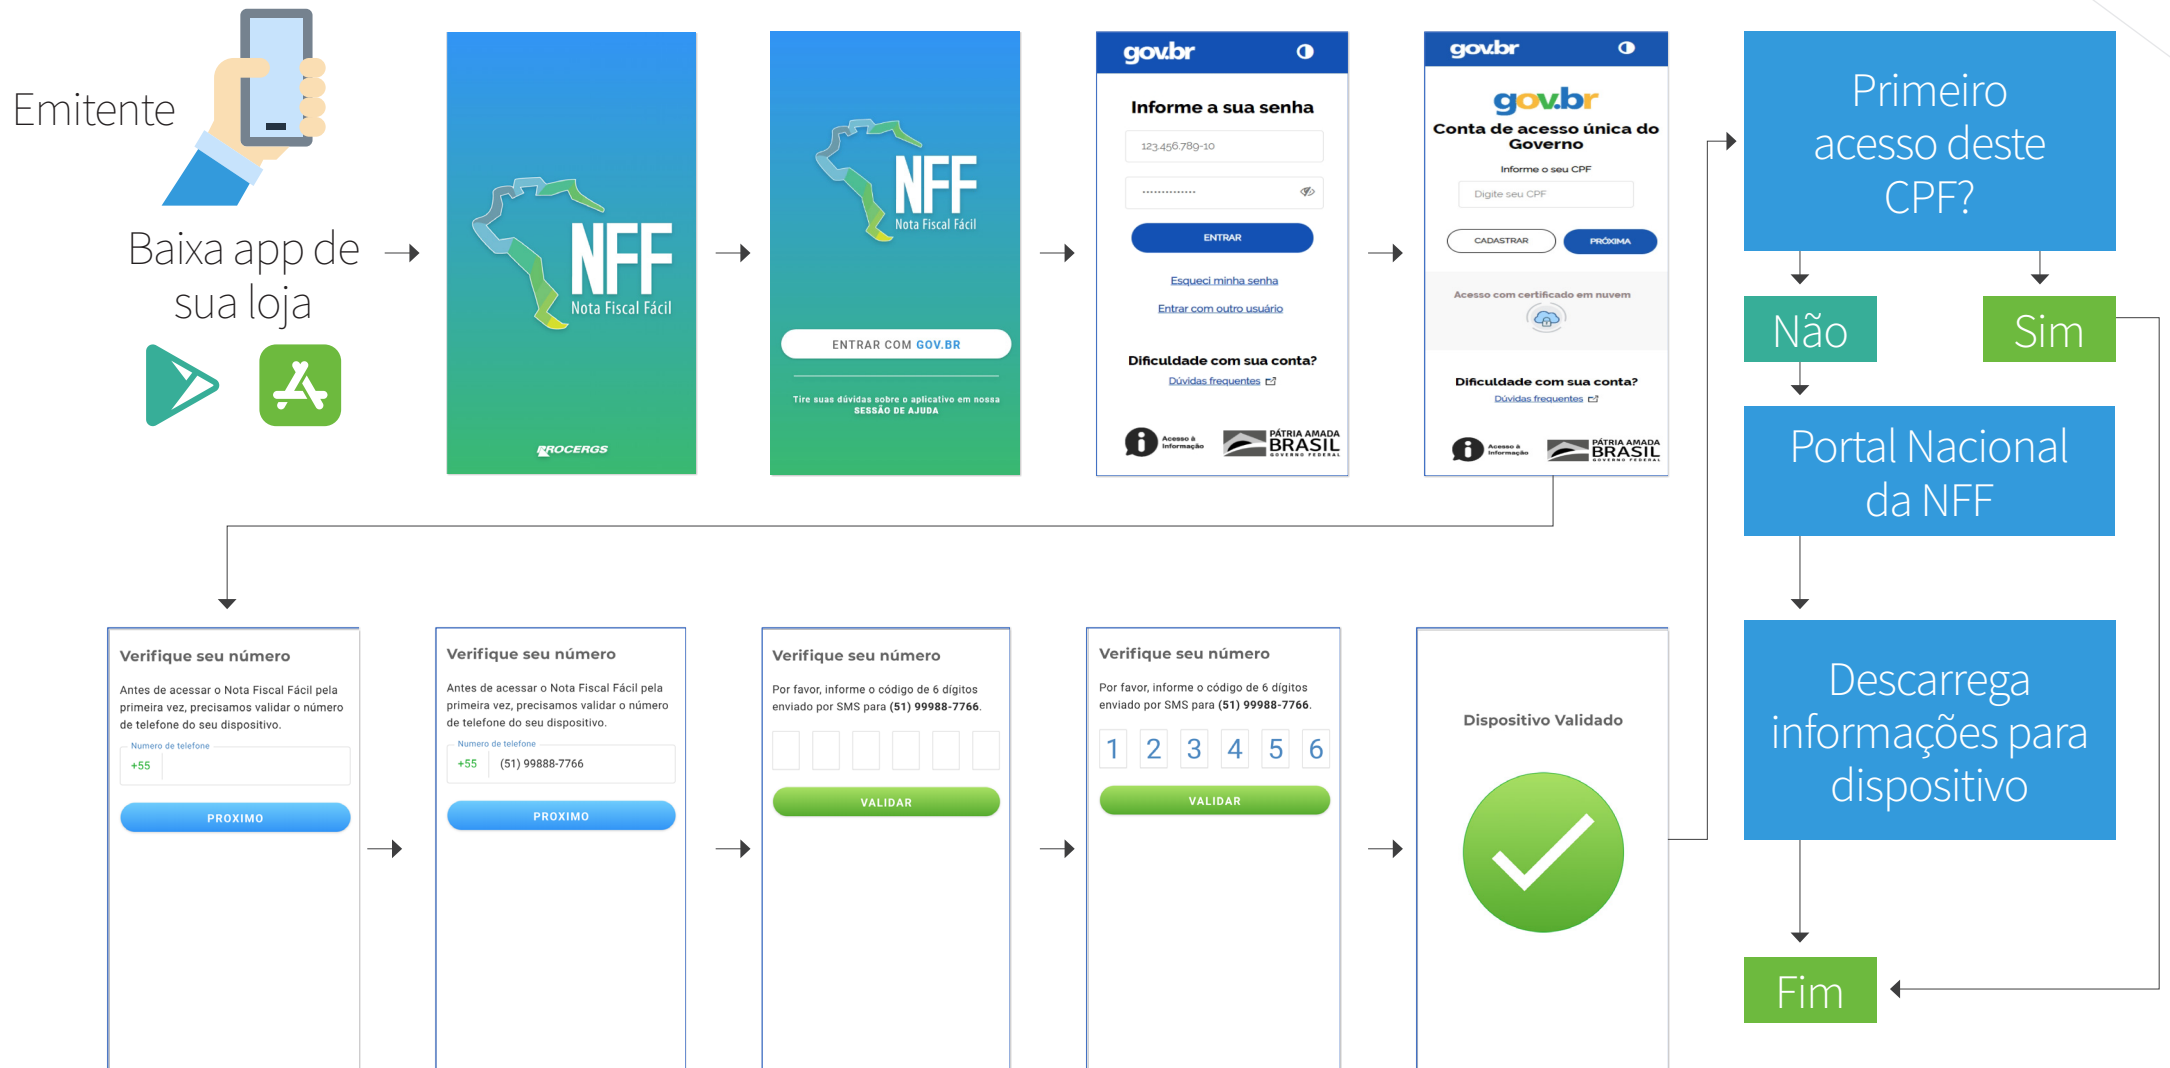 Emitente
Baixa app de
sua loja
NFF
Nota Fiscal Fácil
PROCERGS
NFF
Nota Fiscal Fácil
ENTRAR COM GOV.BR
Tire suas dúvidas sobre o aplicativo em nossa
SESSÃO DE AJUDA
gov.br
Informe a sua senha
123.456.789-10
••••••••••••••
ENTRAR
Esqueci minha senha
Entrar com outro usuário
Dificuldade com sua conta?
Dúvidas frequentes
Acesso à
Informação
PÁTRIA AMADA
BRASIL
GOVERNO FEDERAL
gov.br
gov.br
Conta de acesso única do
Governo
Informe o seu CPF
Digite seu CPF
CADASTRAR
PRÓXIMA
Acesso com certificado em nuvem
Dificuldade com sua conta?
Dúvidas frequentes
Acesso à
Informação
PÁTRIA AMADA
BRASIL
GOVERNO FEDERAL
Verifique seu número
Antes de acessar o Nota Fiscal Fácil pela
primeira vez, precisamos validar o número
de telefone do seu dispositivo.
Numero de telefone
+55
PROXIMO
Verifique seu número
Antes de acessar o Nota Fiscal Fácil pela
primeira vez, precisamos validar o número
de telefone do seu dispositivo.
Numero de telefone
+55 (51) 99888-7766
PROXIMO
Verifique seu número
Por favor, informe o código de 6 dígitos
enviado por SMS para (51) 99988-7766.
VALIDAR
Verifique seu número
Por favor, informe o código de 6 dígitos
enviado por SMS para (51) 99988-7766.
1 2 3 4 5 6
VALIDAR
Dispositivo Validado
Primeiro
acesso deste
CPF?
Não
Sim
Portal Nacional
da NFF
Descarrega
informações para
dispositivo
Fim